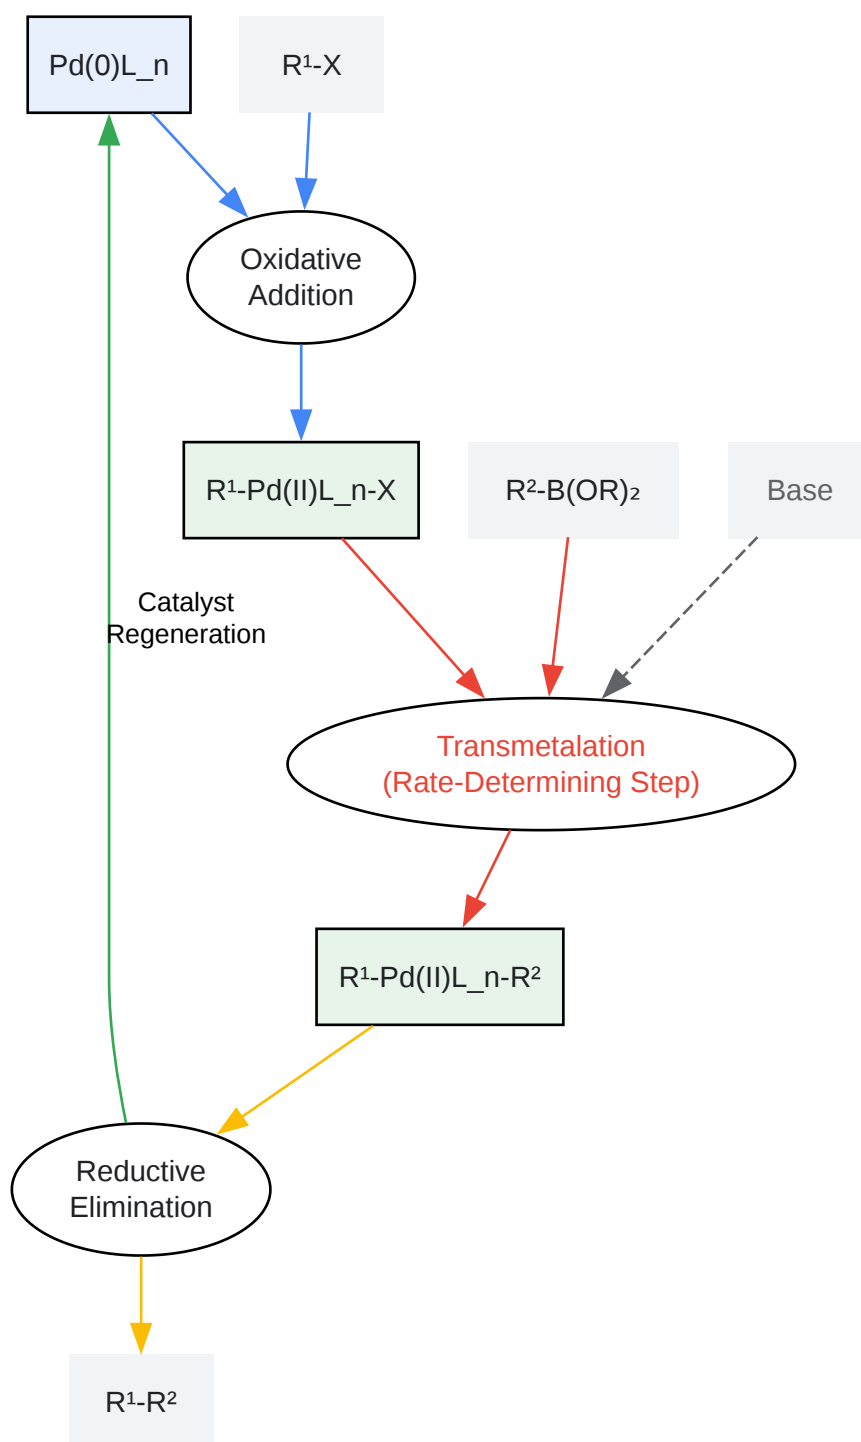 Pd(0)L_n
R¹-X
Oxidative
Addition
R¹-Pd(II)L_n-X
R²-B(OR)₂
Base
Catalyst
Regeneration
Transmetalation
(Rate-Determining Step)
R¹-Pd(II)L_n-R²
Reductive
Elimination
R¹-R²